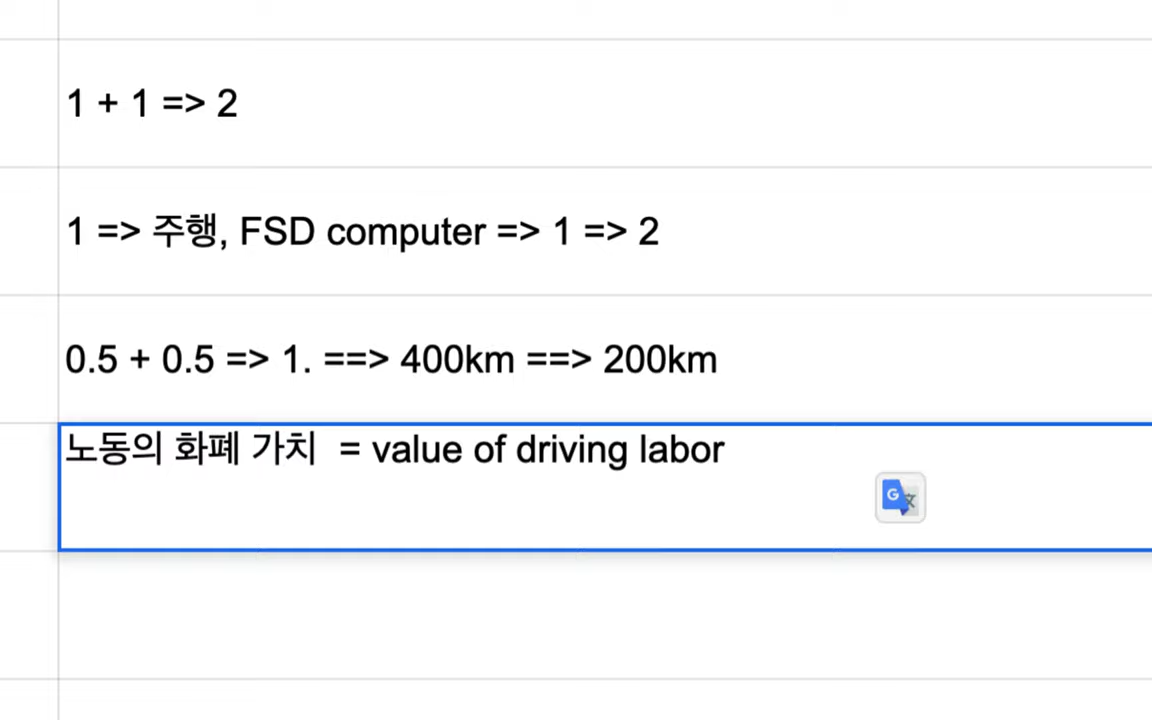 1 + 1 => 2
1 => 주행, FSD computer => 1 => 2
0.5 + 0.5 => 1. ==> 400km ==> 200km
노동의 화폐 가치  = value of driving labor
G 文